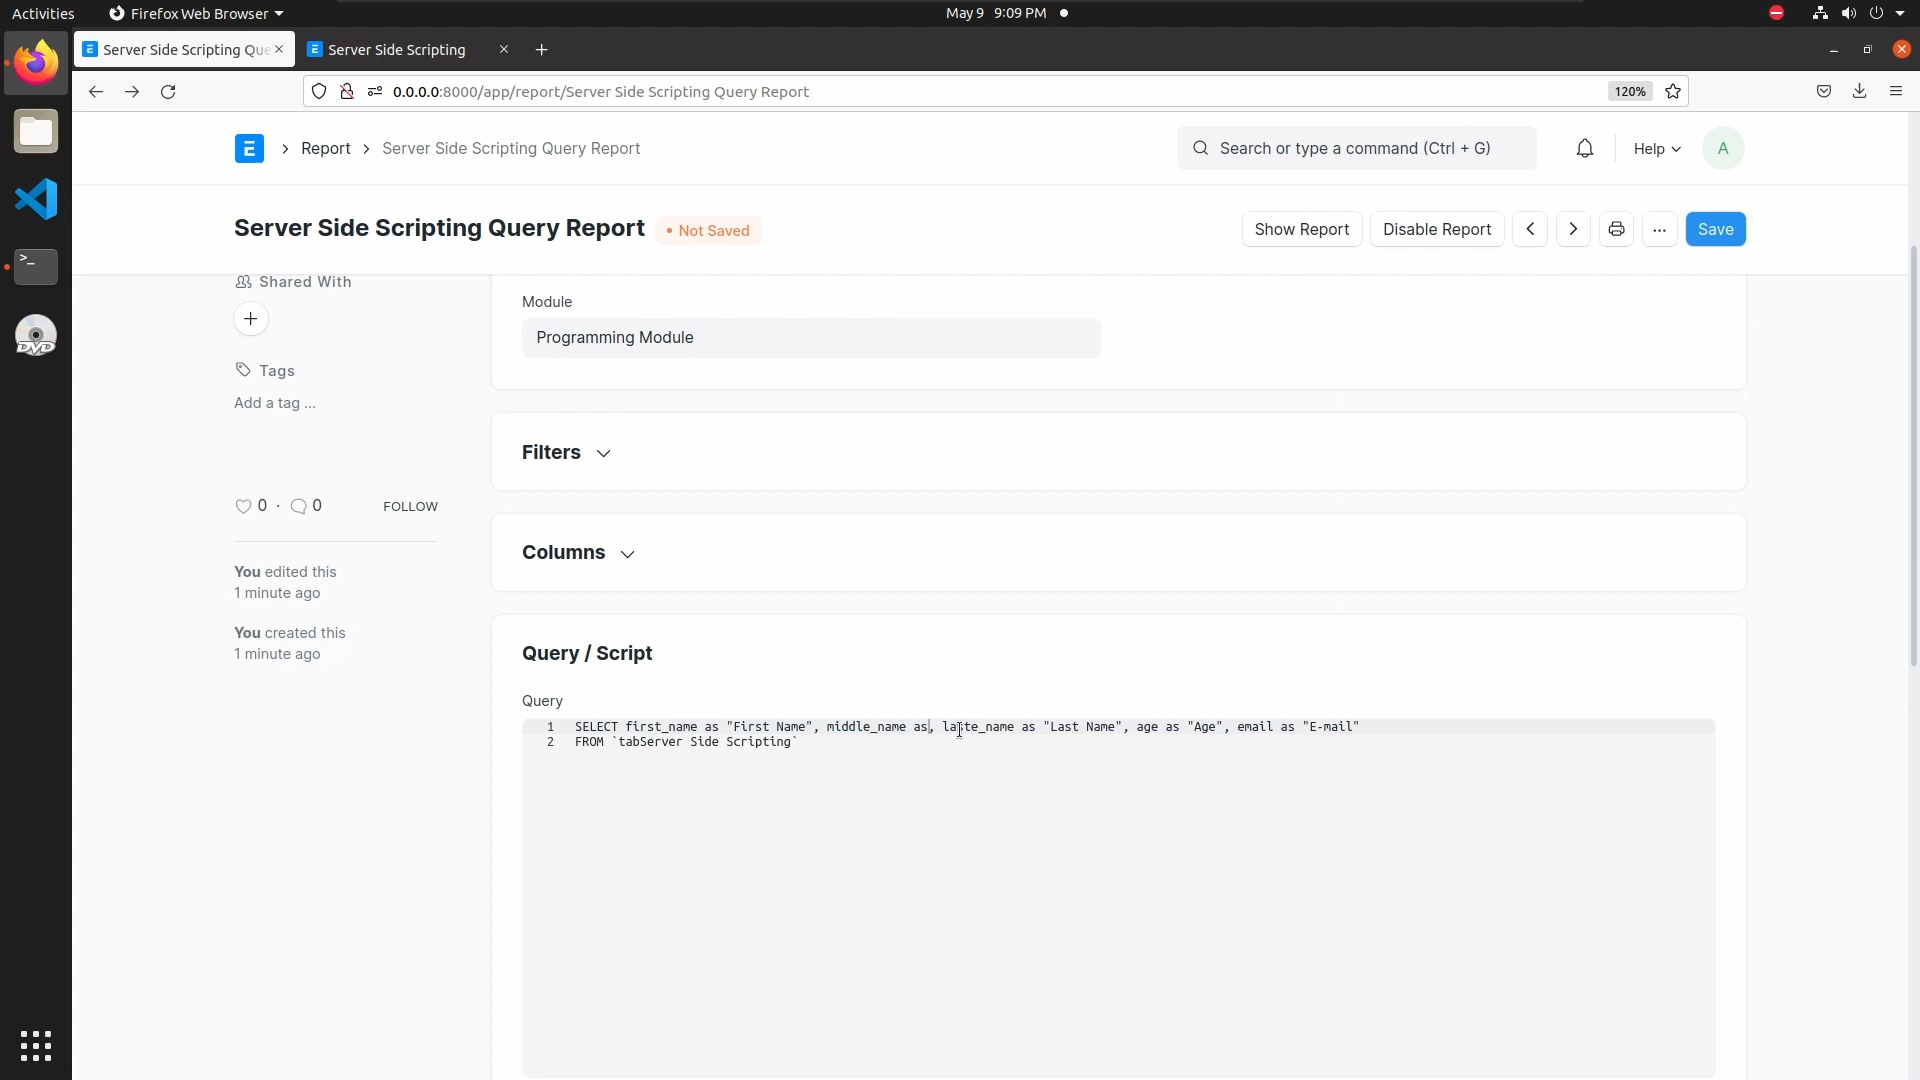 Activities
Firefox Web Browser
May 9 9:09 PM
Server Side Scripting Que
Server Side Scripting
0.0.0.0:8000/app/report/Server Side Scripting Query Report
120%
E
Report
Server Side Scripting Query Report
Search or type a command (Ctrl + G)
Help
A
Server Side Scripting Query Report
Not Saved
Show Report
Disable Report
Save
Shared With
Module
Programming Module
Tags
Add a tag ...
Filters
0 · 0
FOLLOW
Columns
You edited this
1 minute ago
You created this
1 minute ago
Query / Script
Query
1 SELECT first_name as "First Name", middle_name as, laste_name as "Last Name", age as "Age", email as "E-mail"
2 FROM `tabServer Side Scripting`
DVD